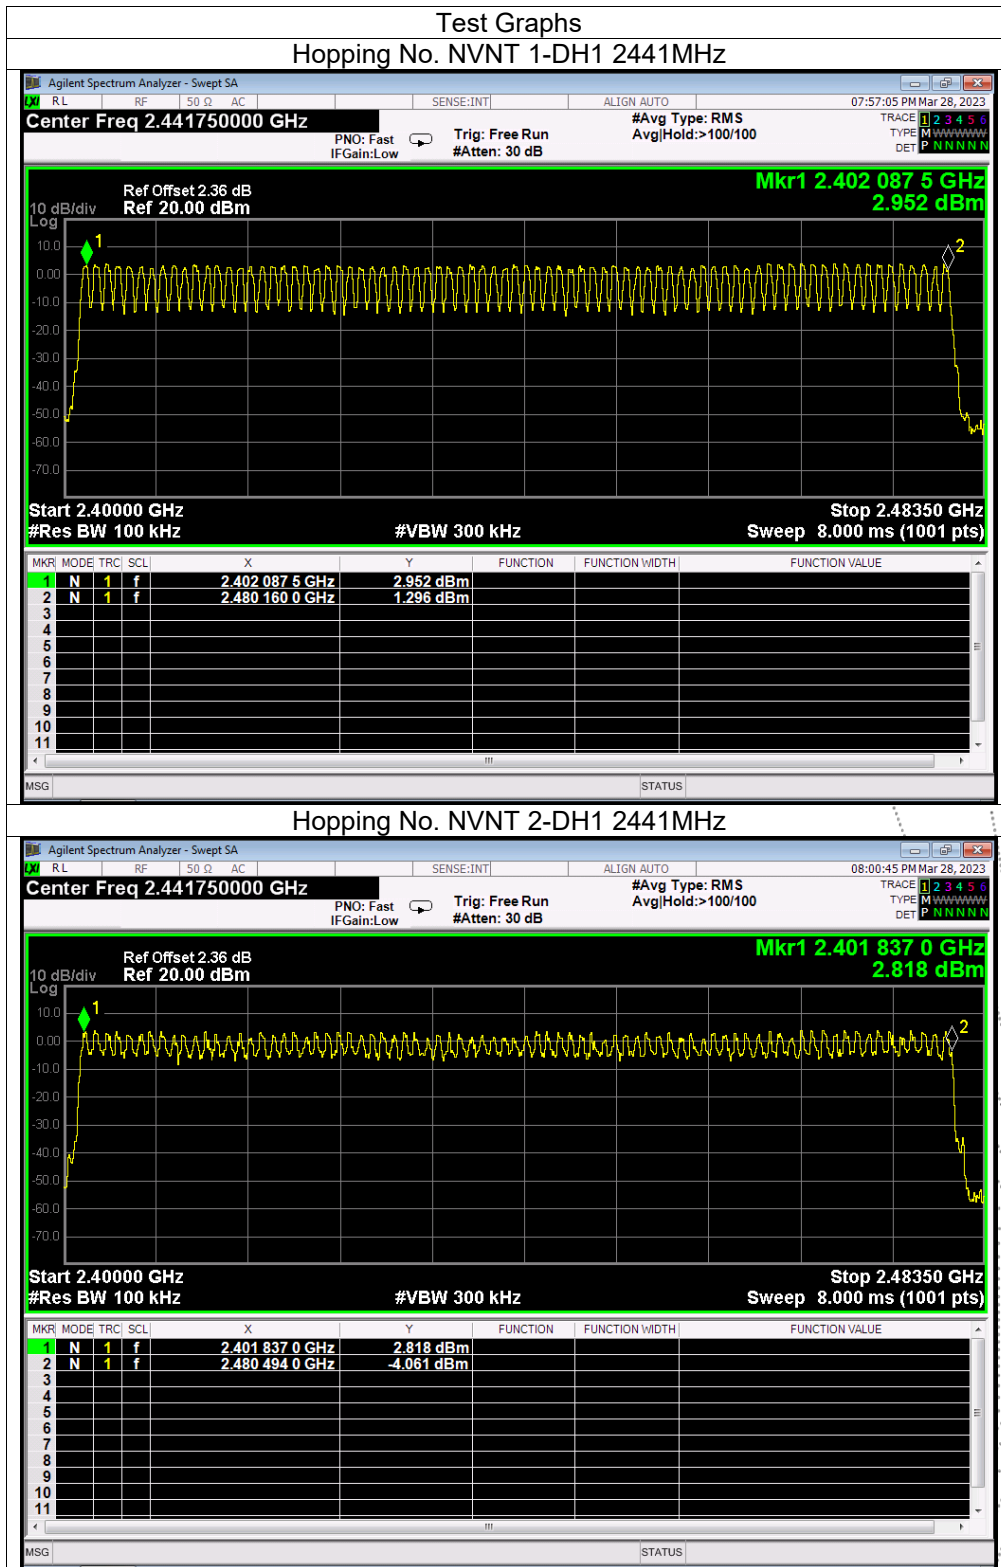 Test Graphs
Hopping No. NVNT 1-DH1 2441MHz
Agilent Spectrum Analyzer - Swept SA
LXI RL RF 50 Ω AC SENSE:INT ALIGN AUTO 07:57:05 PM Mar 28, 2023
Center Freq 2.441750000 GHz #Avg Type: RMS TRACE 1 2 3 4 5 6
PNO: Fast Trig: Free Run Avg|Hold:>100/100 TYPE M WWWWW
IFGain:Low #Atten: 30 dB DET P N N N N N
Mkr1 2.402 087 5 GHz
Ref Offset 2.36 dB
10 dB/div Ref 20.00 dBm 2.952 dBm
Log
1 2
10.0
0.00
-10.0
-20.0
-30.0
-40.0
-50.0
-60.0
-70.0
Start 2.40000 GHz Stop 2.48350 GHz
#Res BW 100 kHz #VBW 300 kHz Sweep 8.000 ms (1001 pts)
MKR MODE TRC SCL X Y FUNCTION FUNCTION WIDTH FUNCTION VALUE
1 N 1 f 2.402 087 5 GHz 2.952 dBm
2 N 1 f 2.480 160 0 GHz 1.296 dBm
3
4
5
6
7
8
9
10
11
MSG STATUS
Hopping No. NVNT 2-DH1 2441MHz
Agilent Spectrum Analyzer - Swept SA
LXI RL RF 50 Ω AC SENSE:INT ALIGN AUTO 08:00:45 PM Mar 28, 2023
Center Freq 2.441750000 GHz #Avg Type: RMS TRACE 1 2 3 4 5 6
PNO: Fast Trig: Free Run Avg|Hold:>100/100 TYPE M WWWWW
IFGain:Low #Atten: 30 dB DET P N N N N N
Mkr1 2.401 837 0 GHz
Ref Offset 2.36 dB
10 dB/div Ref 20.00 dBm 2.818 dBm
Log
1 2
10.0
0.00
-10.0
-20.0
-30.0
-40.0
-50.0
-60.0
-70.0
Start 2.40000 GHz Stop 2.48350 GHz
#Res BW 100 kHz #VBW 300 kHz Sweep 8.000 ms (1001 pts)
MKR MODE TRC SCL X Y FUNCTION FUNCTION WIDTH FUNCTION VALUE
1 N 1 f 2.401 837 0 GHz 2.818 dBm
2 N 1 f 2.480 494 0 GHz -4.061 dBm
3
4
5
6
7
8
9
10
11
MSG STATUS